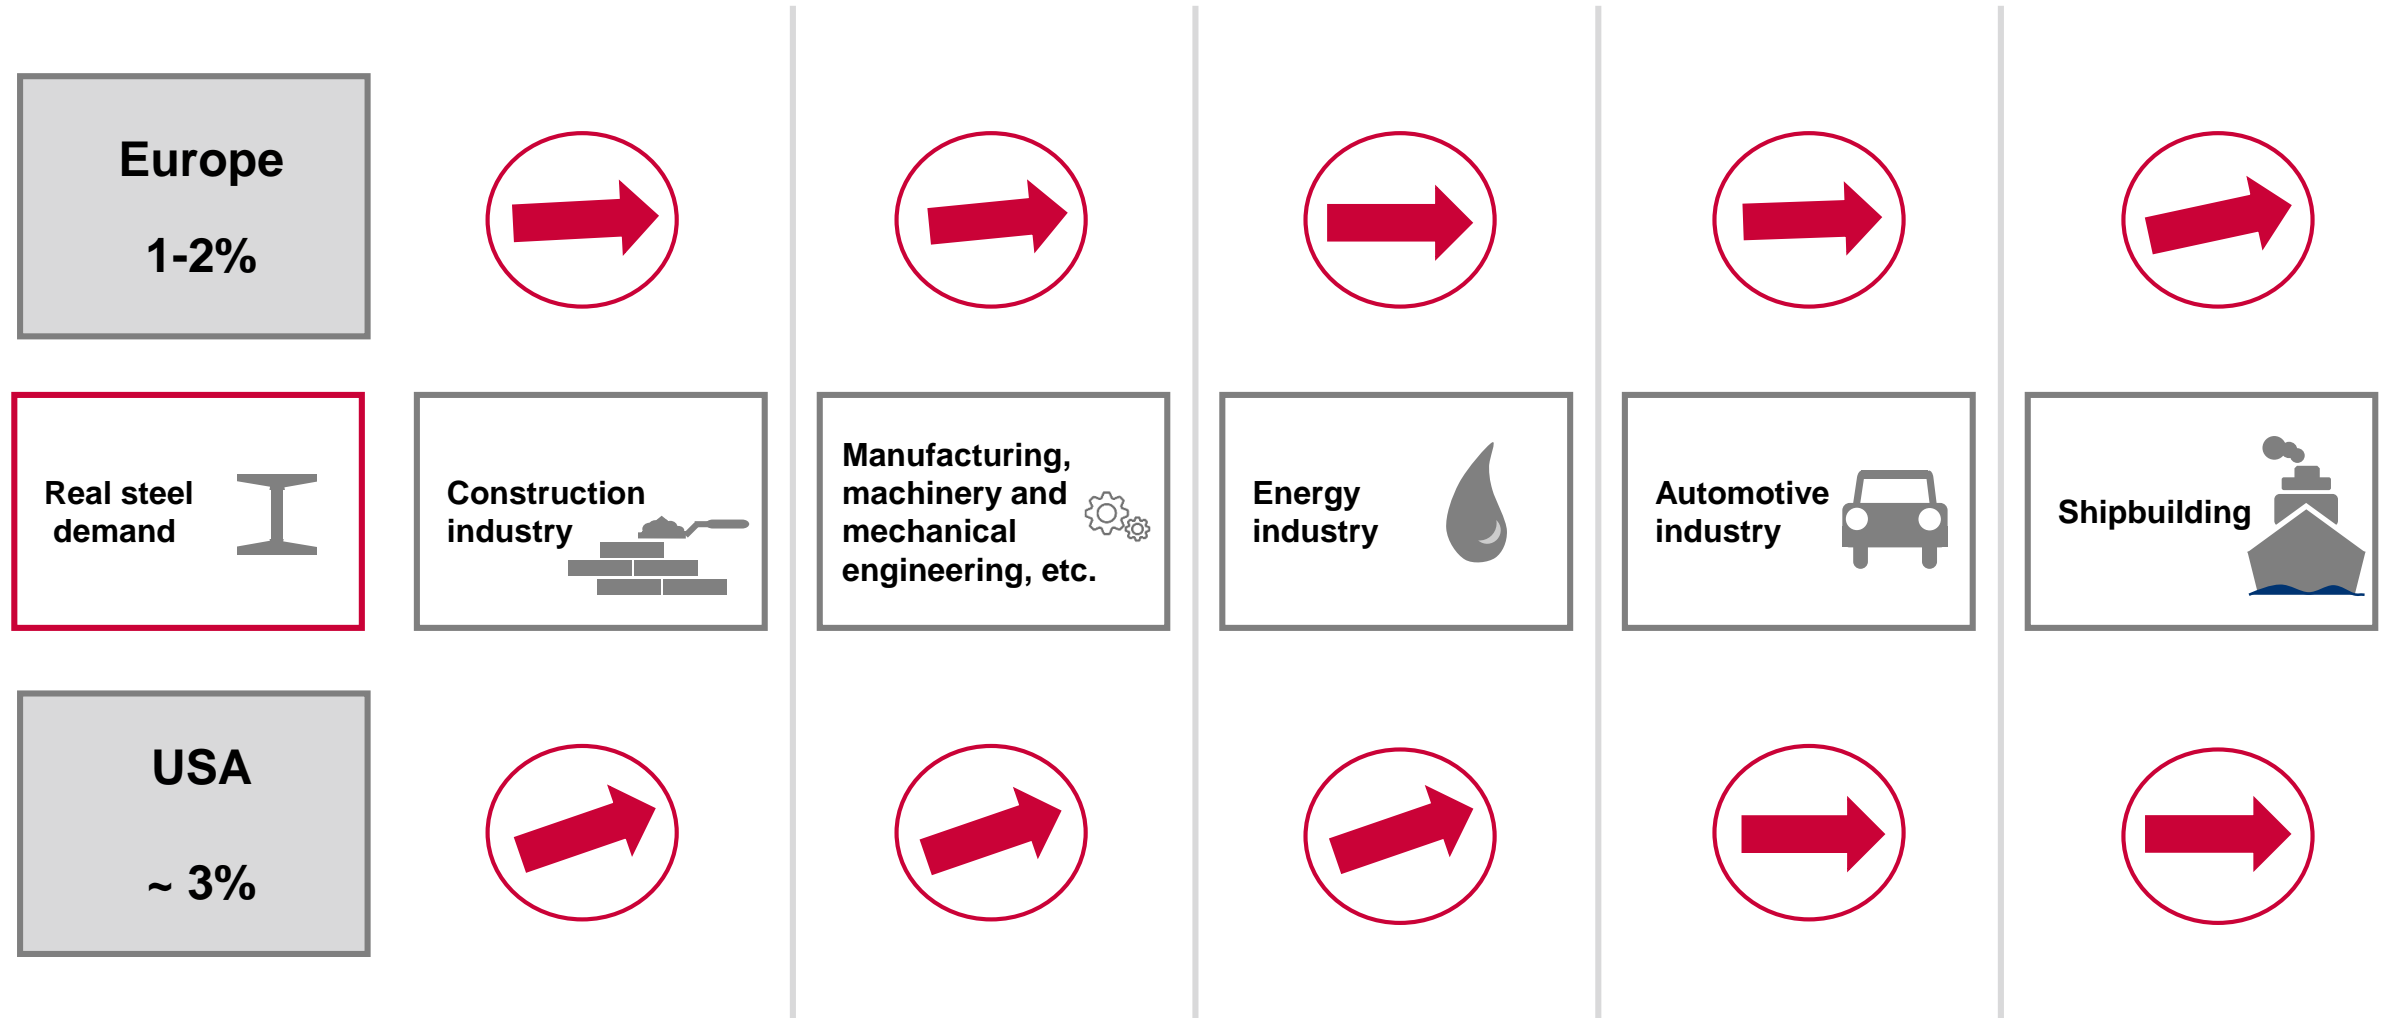 Europe
1-2%
Real steel
demand
Construction
industry
Manufacturing,
machinery and
mechanical
engineering, etc.
Energy
industry
Automotive
industry
Shipbuilding
USA
~ 3%